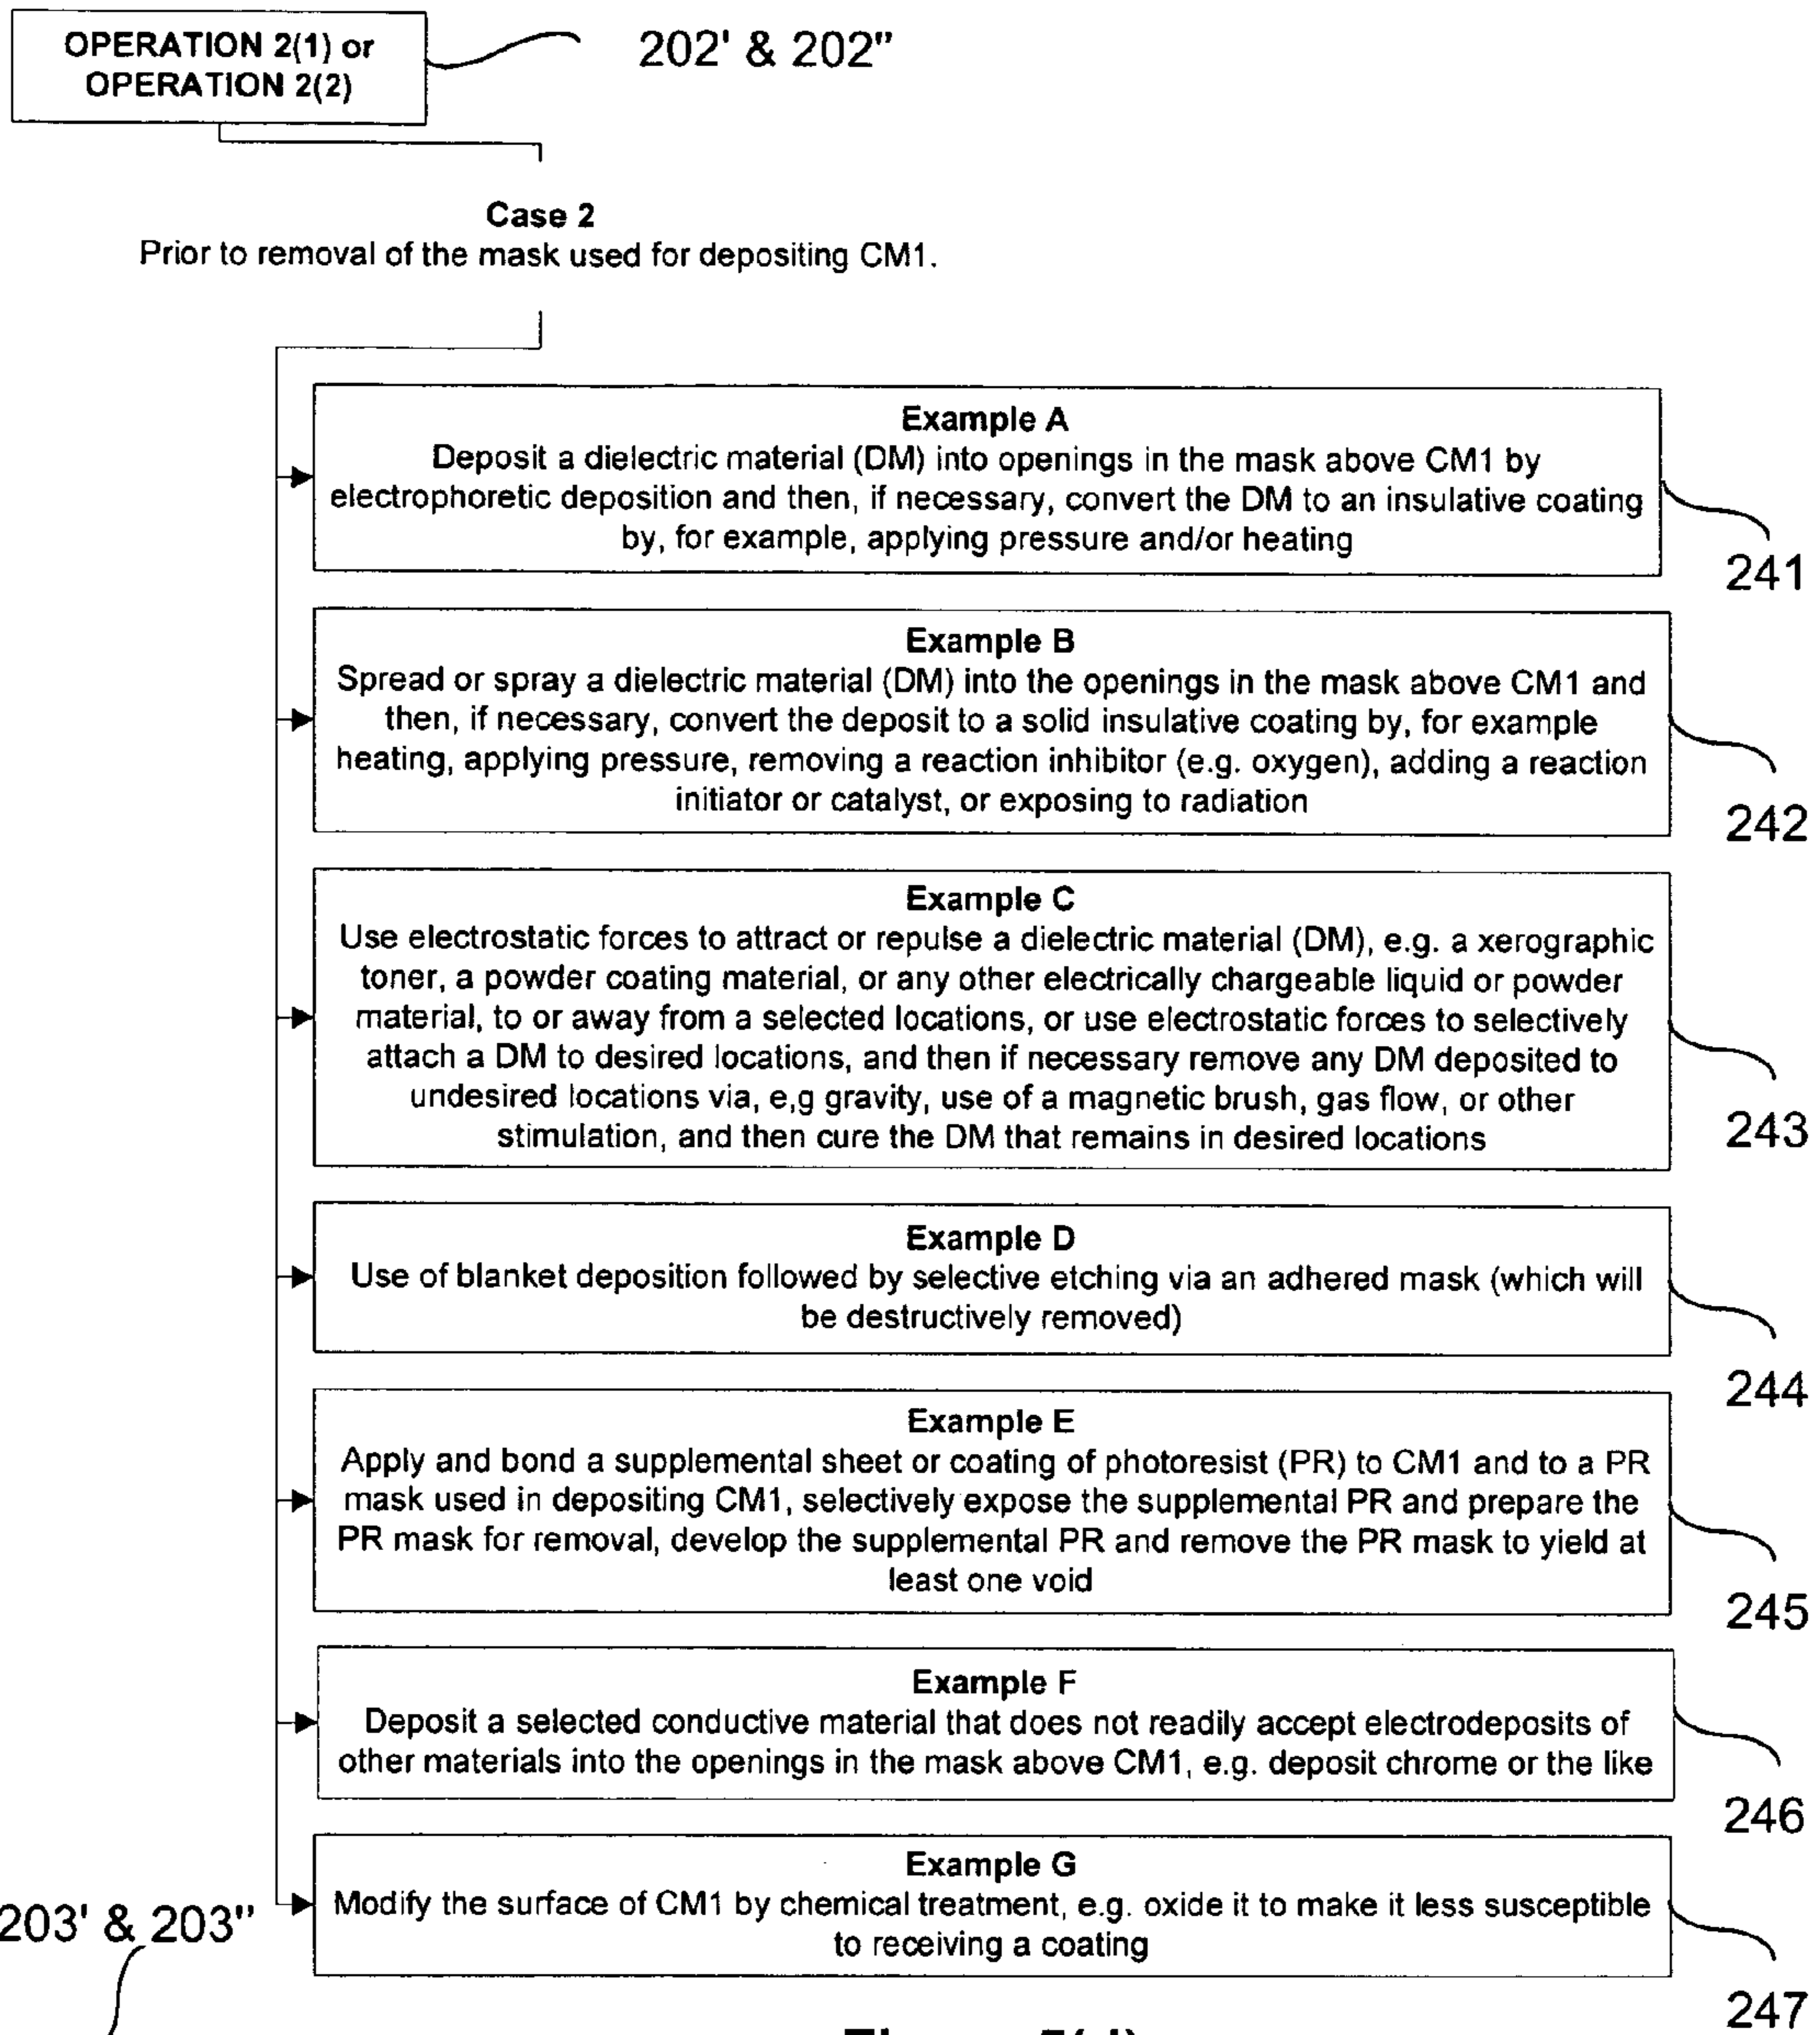 OPERATION 2(1) or
OPERATION 2(2)
202' & 202"
Case 2
Prior to removal of the mask used for depositing CM1.
Example A
Deposit a dielectric material (DM) into openings in the mask above CM1 by
electrophoretic deposition and then, if necessary, convert the DM to an insulative coating
by, for example, applying pressure and/or heating
241
Example B
Spread or spray a dielectric material (DM) into the openings in the mask above CM1 and
then, if necessary, convert the deposit to a solid insulative coating by, for example
heating, applying pressure, removing a reaction inhibitor (e.g. oxygen), adding a reaction
initiator or catalyst, or exposing to radiation
242
Example C
Use electrostatic forces to attract or repulse a dielectric material (DM), e.g. a xerographic
toner, a powder coating material, or any other electrically chargeable liquid or powder
material, to or away from a selected locations, or use electrostatic forces to selectively
attach a DM to desired locations, and then if necessary remove any DM deposited to
undesired locations via, e,g gravity, use of a magnetic brush, gas flow, or other
stimulation, and then cure the DM that remains in desired locations
243
Example D
Use of blanket deposition followed by selective etching via an adhered mask (which will
be destructively removed)
244
Example E
Apply and bond a supplemental sheet or coating of photoresist (PR) to CM1 and to a PR
mask used in depositing CM1, selectively expose the supplemental PR and prepare the
PR mask for removal, develop the supplemental PR and remove the PR mask to yield at
least one void
245
Example F
Deposit a selected conductive material that does not readily accept electrodeposits of
other materials into the openings in the mask above CM1, e.g. deposit chrome or the like
246
Example G
Modify the surface of CM1 by chemical treatment, e.g. oxide it to make it less susceptible
to receiving a coating
247
203' & 203"